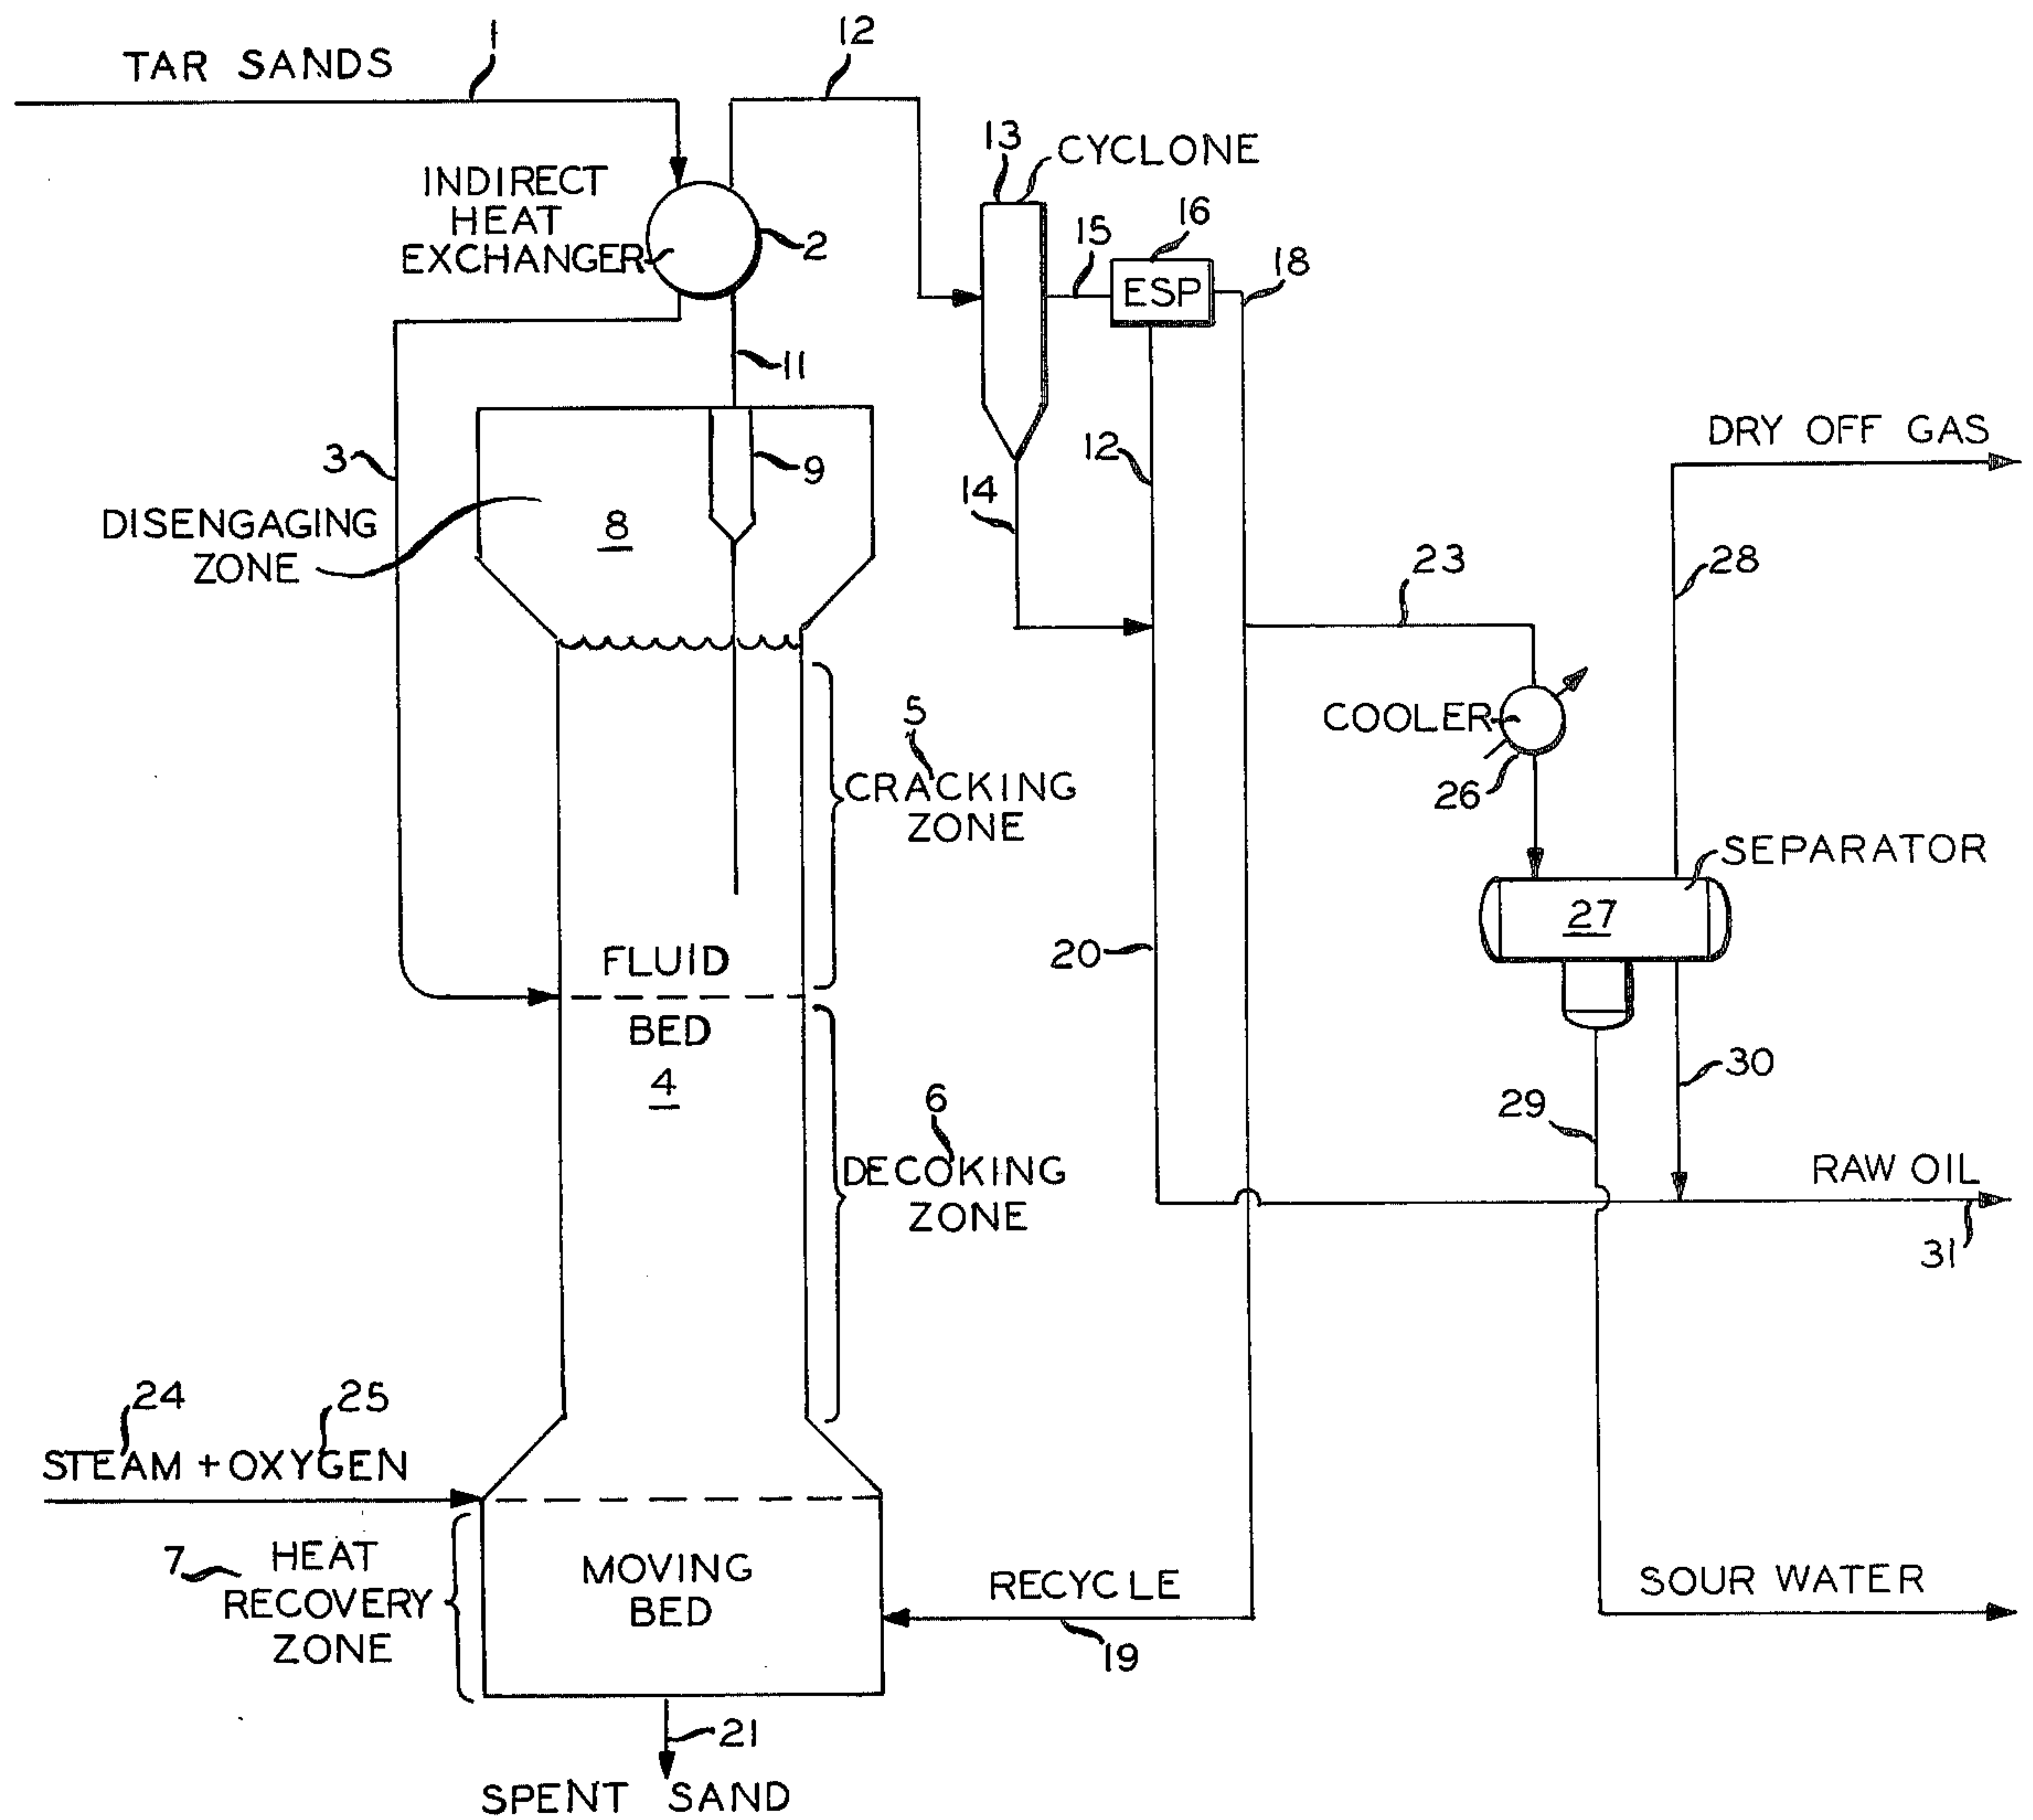 TAR SANDS
1
12
INDIRECT
HEAT
EXCHANGER
2
13
CYCLONE
15
16
ESP
18
11
3
9
DISENGAGING
ZONE
8
14
12
DRY OFF GAS
23
28
5
CRACKING
ZONE
COOLER
26
SEPARATOR
27
FLUID
BED
4
20
30
29
6
DECOKING
ZONE
RAW OIL
31
24
25
STEAM + OXYGEN
7
HEAT
RECOVERY
ZONE
MOVING
BED
RECYCLE
19
SOUR WATER
21
SPENT SAND